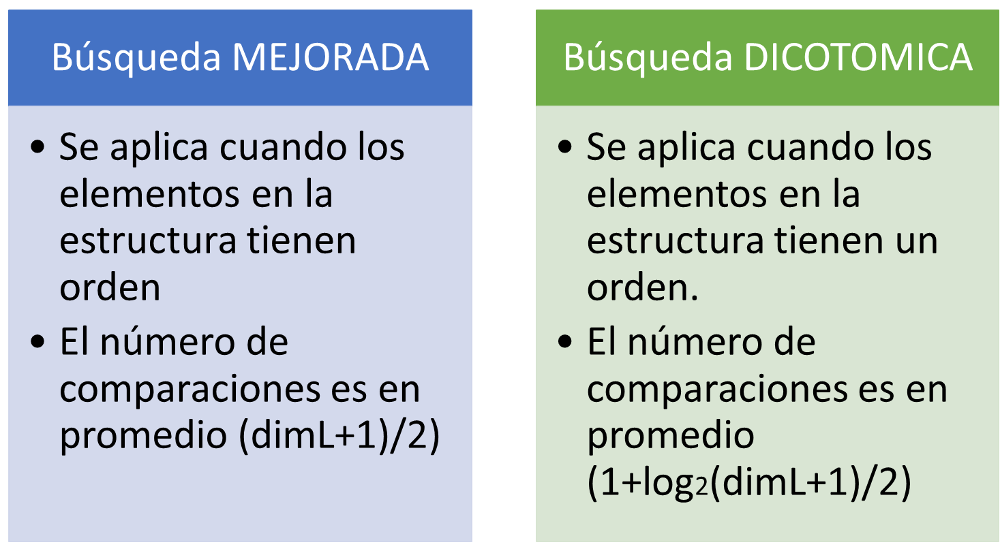 Búsqueda MEJORADA
• Se aplica cuando los
elementos en la
estructura tienen
orden
• El número de
comparaciones es en
promedio (dimL+1)/2)
Búsqueda DICOTOMICA
• Se aplica cuando los
elementos en la
estructura tienen un
orden.
• El número de
comparaciones es en
promedio
(1+log2(dimL+1)/2)